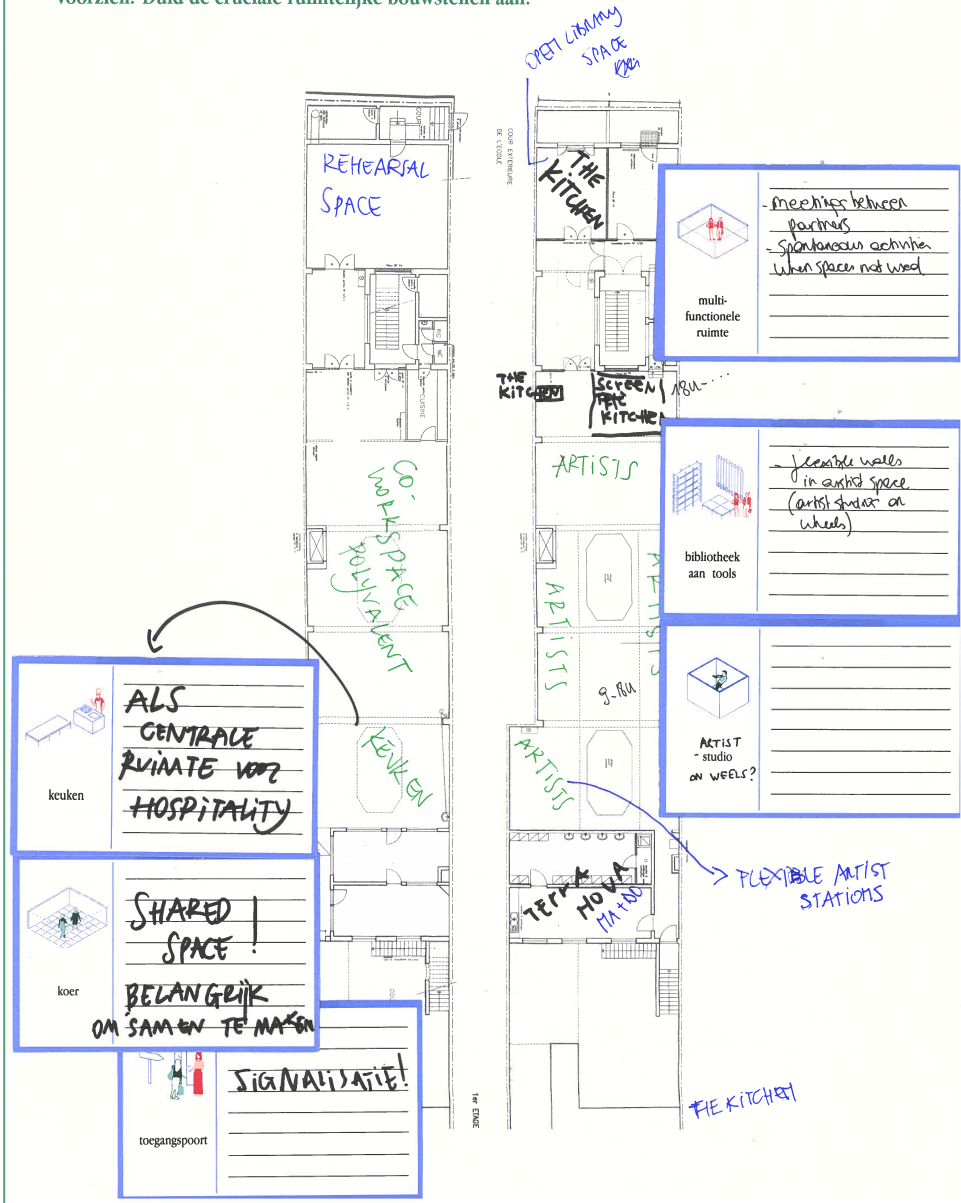 voorzien? Duid de cruciale ruimtelijke bouwstenen aan.
OPEN LIBRARY
SPACE
REHEARSAL
SPACE
COUR EXTERIEURE
DE L'ECOLE
THE
KITCHEN
- meetings between
partners
- Spontaneous activities
when spaces not used
multi-
functionele
ruimte
THE
KITCHEN
SCREEN
THE
KITCHEN
18u-...
CUISINE
WC
CO-
WORKSPACE
POLYVALENT
ARTISTS
ARTISTS
ARTISTS
9-18U
- flexible walls
in artist space
(artist studios on
wheels)
bibliotheek
aan tools
ARTIST
- studio
ON WEELS?
ALS
CENTRALE
RUIMTE voor
HOSPITALITY
keuken
KEUKEN
ARTISTS
FLEXIBLE ARTIST
STATIONS
TERRA
NOVA
MA+DO
SHARED
SPACE !
BELANGRIJK
OM SAMEN TE MAKEN
koer
SIGNALISATIE!
toegangspoort
1er ETAGE
THE KITCHEN